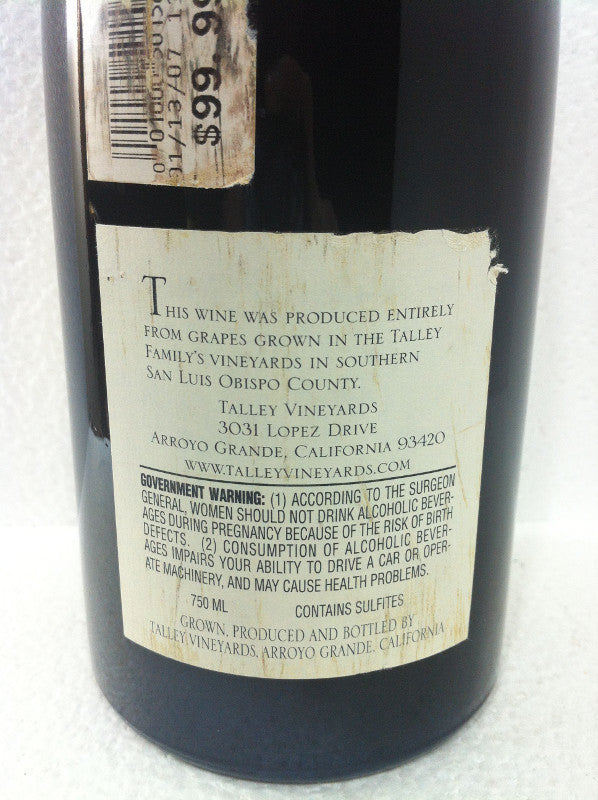 $99.99
01/19/07
THIS WINE WAS PRODUCED ENTIRELY
FROM GRAPES GROWN IN THE TALLEY
FAMILY'S VINEYARDS IN SOUTHERN
SAN LUIS OBISPO COUNTY.
TALLEY VINEYARDS
3031 LOPEZ DRIVE
ARROYO GRANDE, CALIFORNIA 93420
WWW.TALLEYVINEYARDS.COM
GOVERNMENT WARNING: (1) ACCORDING TO THE SURGEON
GENERAL, WOMEN SHOULD NOT DRINK ALCOHOLIC BEVER-
AGES DURING PREGNANCY BECAUSE OF THE RISK OF BIRTH
DEFECTS. (2) CONSUMPTION OF ALCOHOLIC BEVER-
AGES IMPAIRS YOUR ABILITY TO DRIVE A CAR OR OPER-
ATE MACHINERY, AND MAY CAUSE HEALTH PROBLEMS.
750 ML CONTAINS SULFITES
GROWN, PRODUCED AND BOTTLED BY
TALLEY VINEYARDS, ARROYO GRANDE, CALIFORNIA